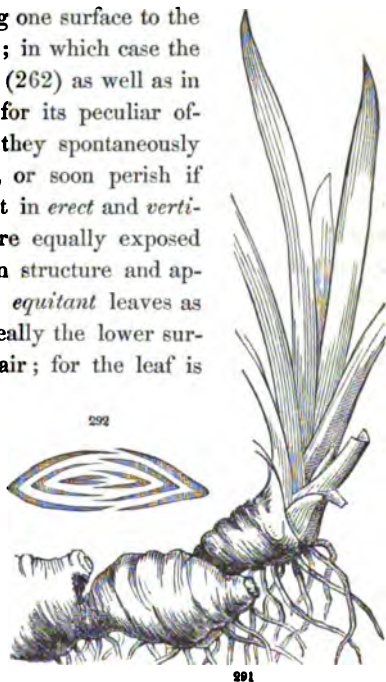 g one surface to the
; in which case the
(262) as well as in
for its peculiar of-
they spontaneously
or soon perish if
t in erect and verti-
re equally exposed
n structure and ap-
equitant leaves as
eally the lower sur-
air; for the leaf is
292
291